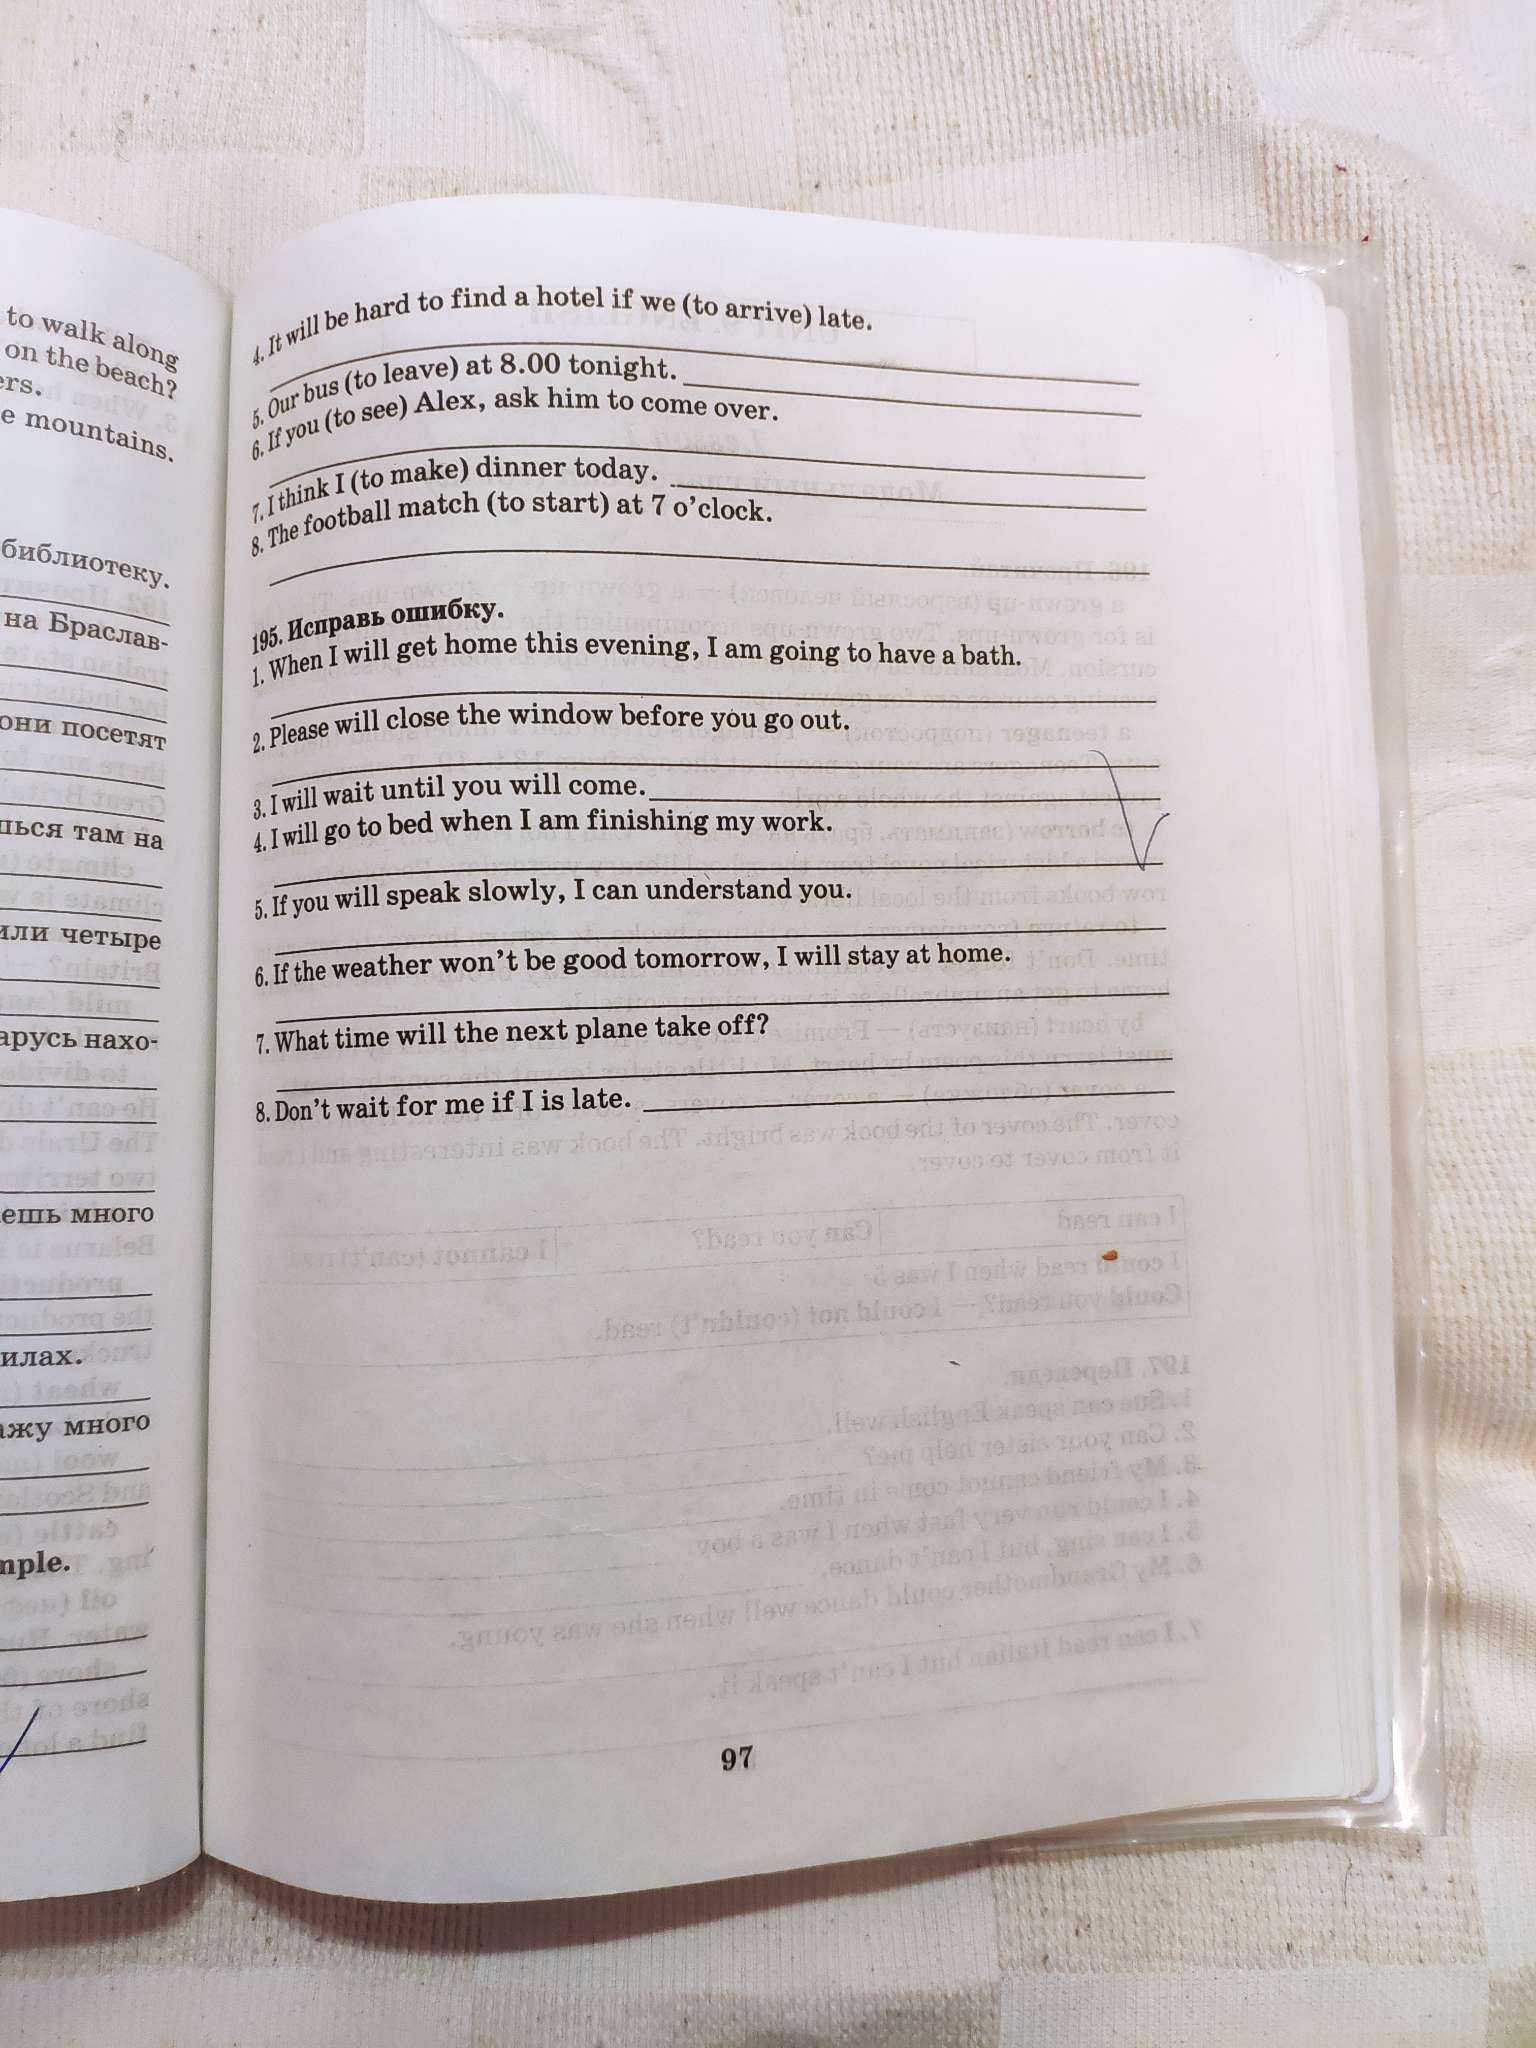 to walk along
on the beach?
ers.
e mountains.
библиотеку.
на Браслав-
они посетят
шься там на
или четыре
арусь нахо-
ешь много
илах.
ажу много
mple.
4. It will be hard to find a hotel if we (to arrive) late.
5. Our bus (to leave) at 8.00 tonight.
6. If you (to see) Alex, ask him to come over.
7. I think I (to make) dinner today.
8. The football match (to start) at 7 o’clock.
195. Исправь ошибку.
1. When I will get home this evening, I am going to have a bath.
2. Please will close the window before you go out.
3. I will wait until you will come.
4. I will go to bed when I am finishing my work.
5. If you will speak slowly, I can understand you.
6. If the weather won’t be good tomorrow, I will stay at home.
7. What time will the next plane take off?
8. Don’t wait for me if I is late.
97